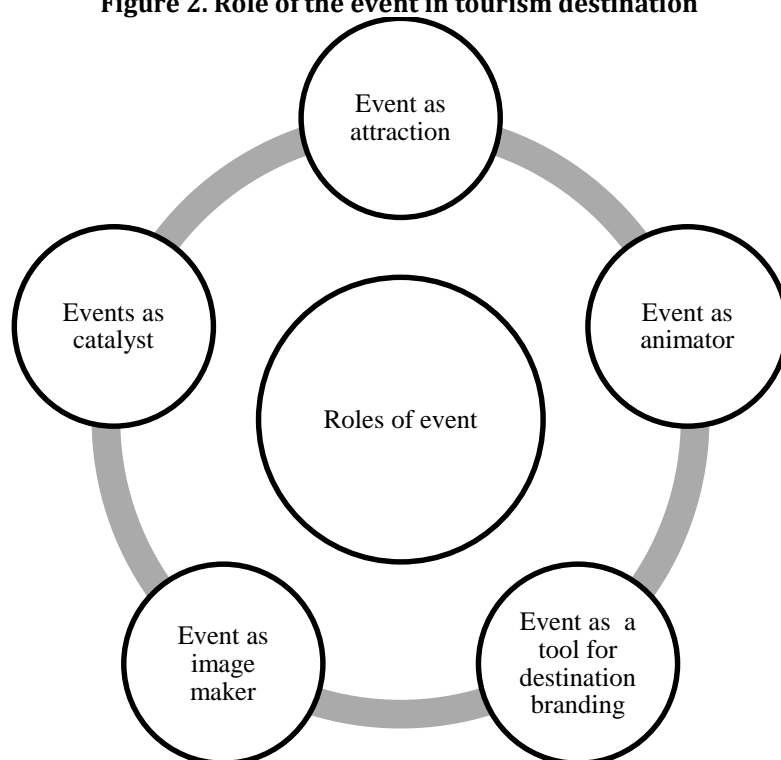 Figure 2. Role of the event in tourism destination
Event as
attraction
Events as
catalyst
Event as
animator
Roles of event
Event as
image
maker
Event as a
tool for
destination
branding